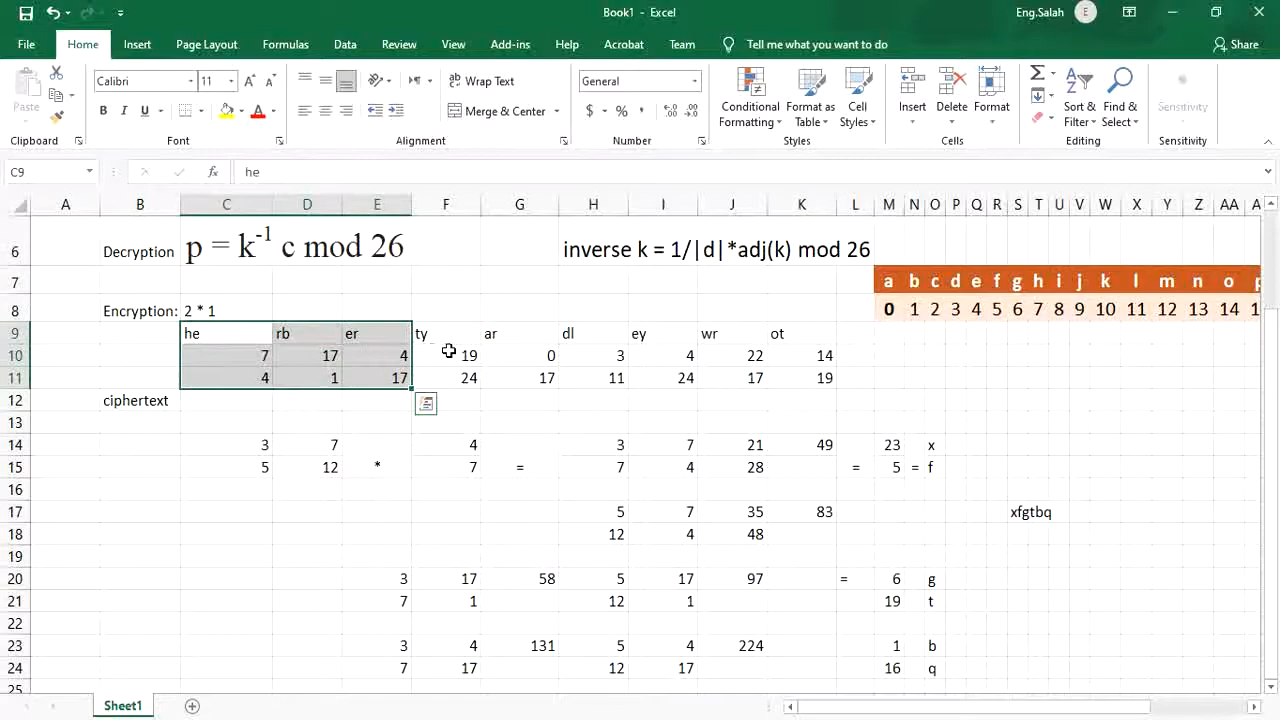 Book1 - Excel
Eng.Salah E
File Home Insert Page Layout Formulas Data Review View Add-ins Help Acrobat Team Tell me what you want to do Share
Paste
Calibri 11 A A
B I U A
ab Wrap Text
Merge & Center
General
$ % , .00
Conditional Formatting
Format as Table
Cell Styles
Insert Delete Format
Sort & Filter
Find & Select
Sensitivity
Clipboard Font Alignment Number Styles Cells Editing Sensitivity
C9 fx he
A B C D E F G H I J K L M N O P Q R S T U V W X Y Z AA A
6 Decryption p = k-1 c mod 26 inverse k = 1/|d|*adj(k) mod 26
7 a b c d e f g h i j k l m n o p
8 Encryption: 2 * 1 0 1 2 3 4 5 6 7 8 9 10 11 12 13 14 1
9 he rb er ty ar dl ey wr ot
10 7 17 4 19 0 3 4 22 14
11 4 1 17 24 17 11 24 17 19
12 ciphertext
13
14 3 7 4 3 7 21 49 23 x
15 5 12 * 7 = 7 4 28 = 5 = f
16
17 5 7 35 83 xfgtbq
18 12 4 48
19
20 3 17 58 5 17 97 = 6 g
21 7 1 12 1 19 t
22
23 3 4 131 5 4 224 1 b
24 7 17 12 17 16 q
25
Sheet1